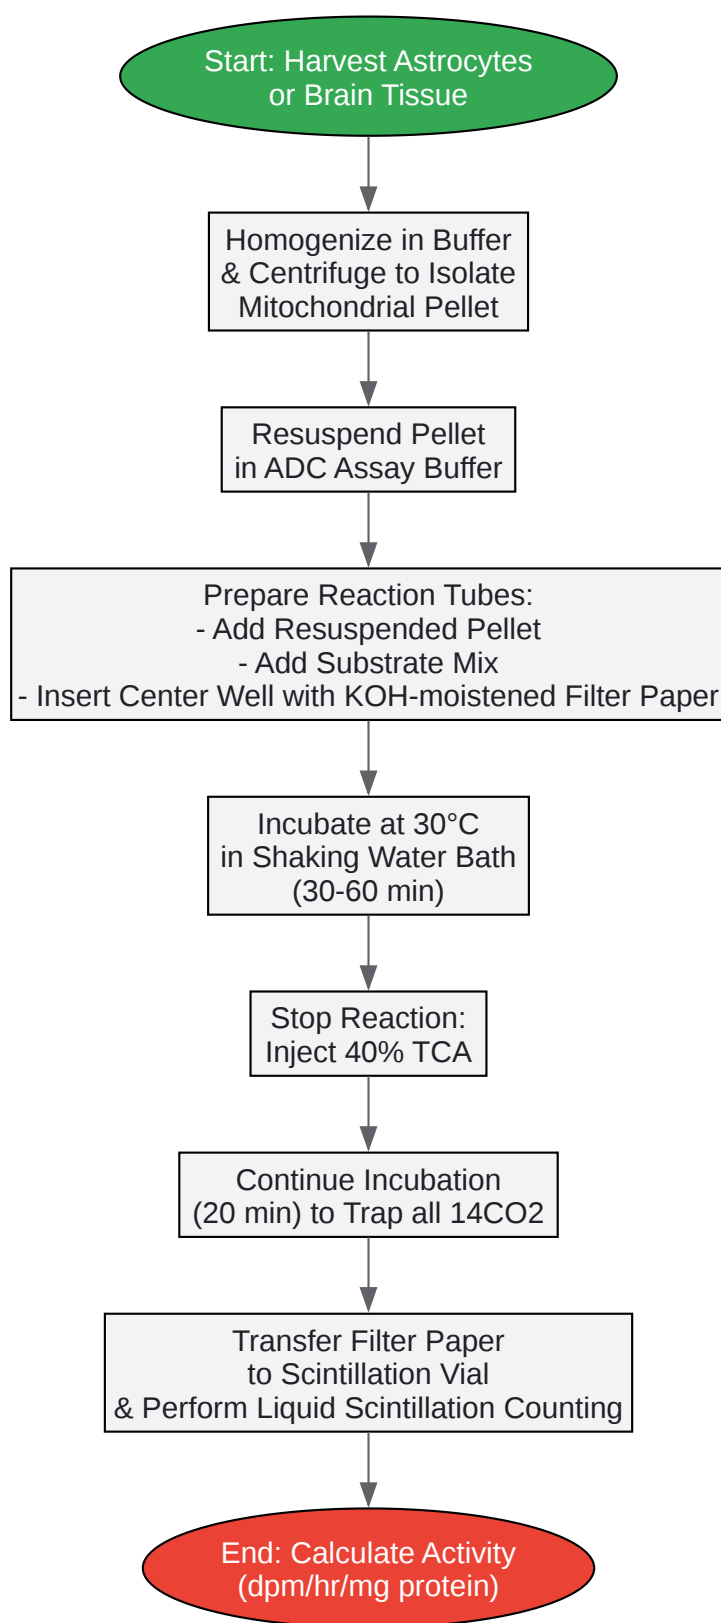 Start: Harvest Astrocytes
or Brain Tissue
Homogenize in Buffer
& Centrifuge to Isolate
Mitochondrial Pellet
Resuspend Pellet
in ADC Assay Buffer
Prepare Reaction Tubes:
- Add Resuspended Pellet
- Add Substrate Mix
- Insert Center Well with KOH-moistened Filter Paper
Incubate at 30°C
in Shaking Water Bath
(30-60 min)
Stop Reaction:
Inject 40% TCA
Continue Incubation
(20 min) to Trap all 14CO2
Transfer Filter Paper
to Scintillation Vial
& Perform Liquid Scintillation Counting
End: Calculate Activity
(dpm/hr/mg protein)